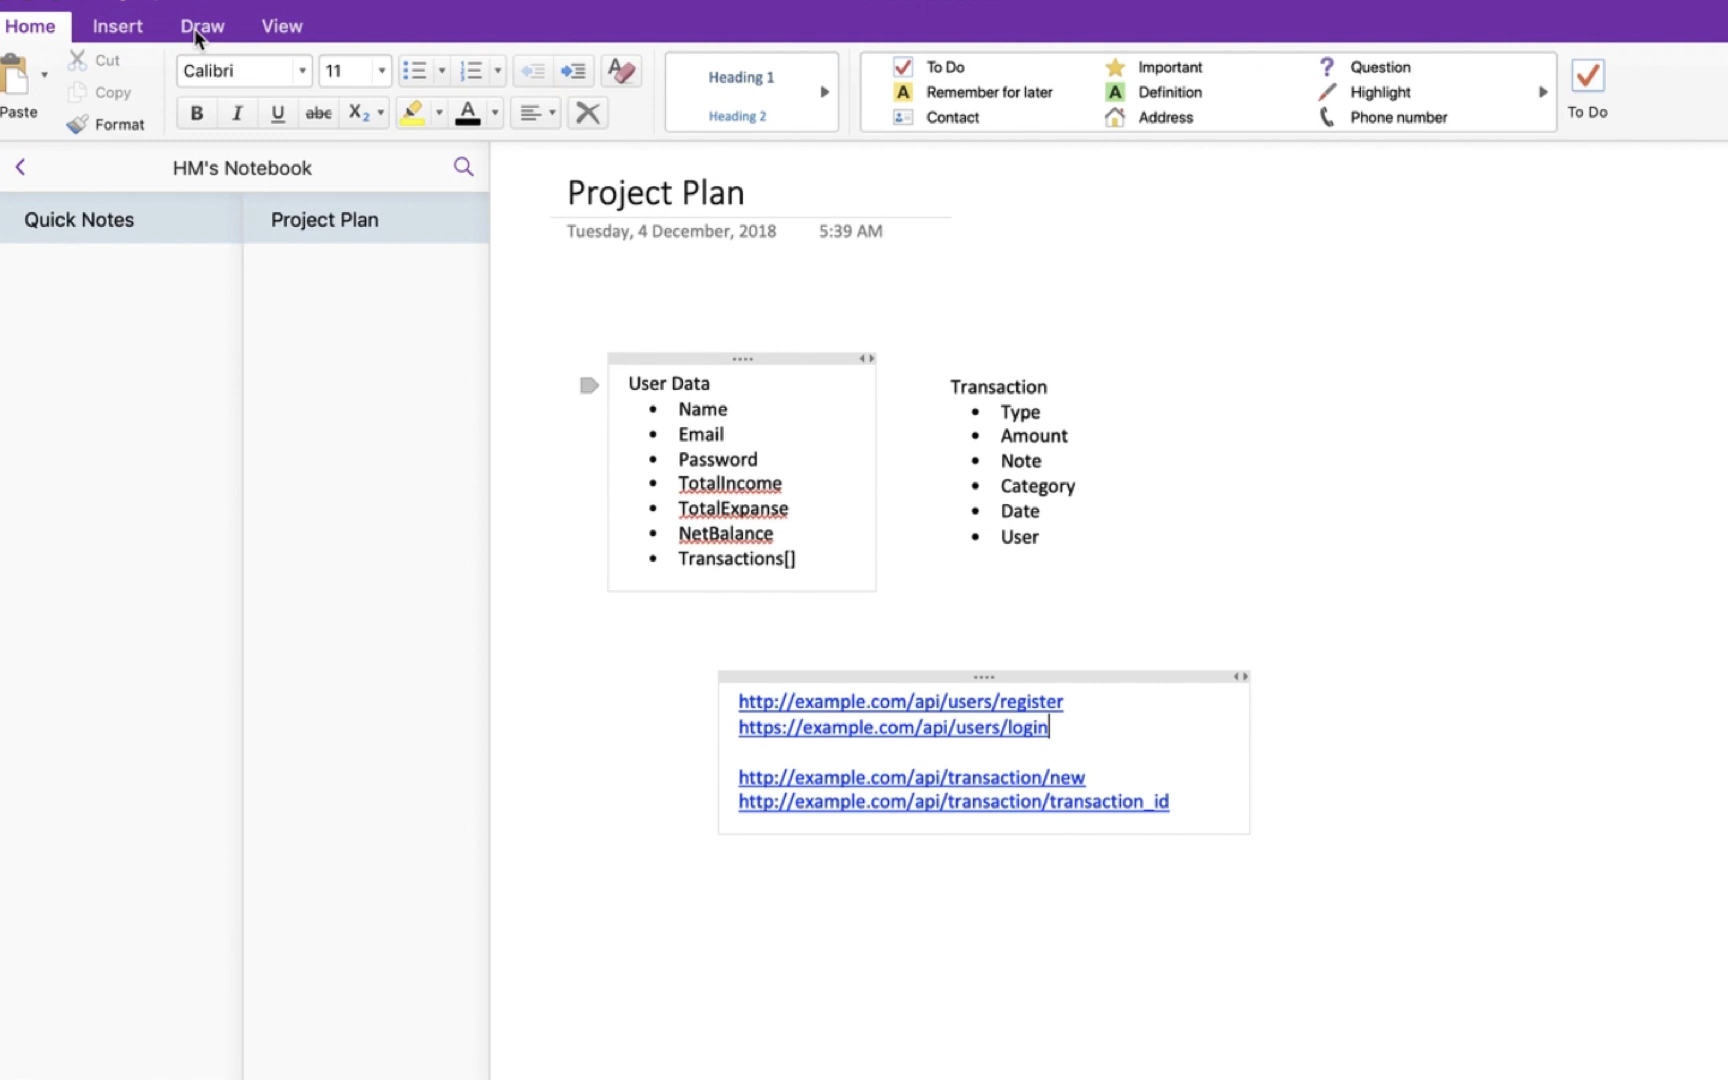 Home Insert Draw View
Cut
Copy
Format
Paste
Calibri 11
B I U abc X2 A
Heading 1
Heading 2
To Do
Remember for later
Contact
Important
Definition
Address
Question
Highlight
Phone number
To Do
HM's Notebook
Quick Notes
Project Plan
Project Plan
Tuesday, 4 December, 2018 5:39 AM
User Data
• Name
• Email
• Password
• TotalIncome
• TotalExpanse
• NetBalance
• Transactions[]
Transaction
• Type
• Amount
• Note
• Category
• Date
• User
http://example.com/api/users/register
https://example.com/api/users/login
http://example.com/api/transaction/new
http://example.com/api/transaction/transaction_id